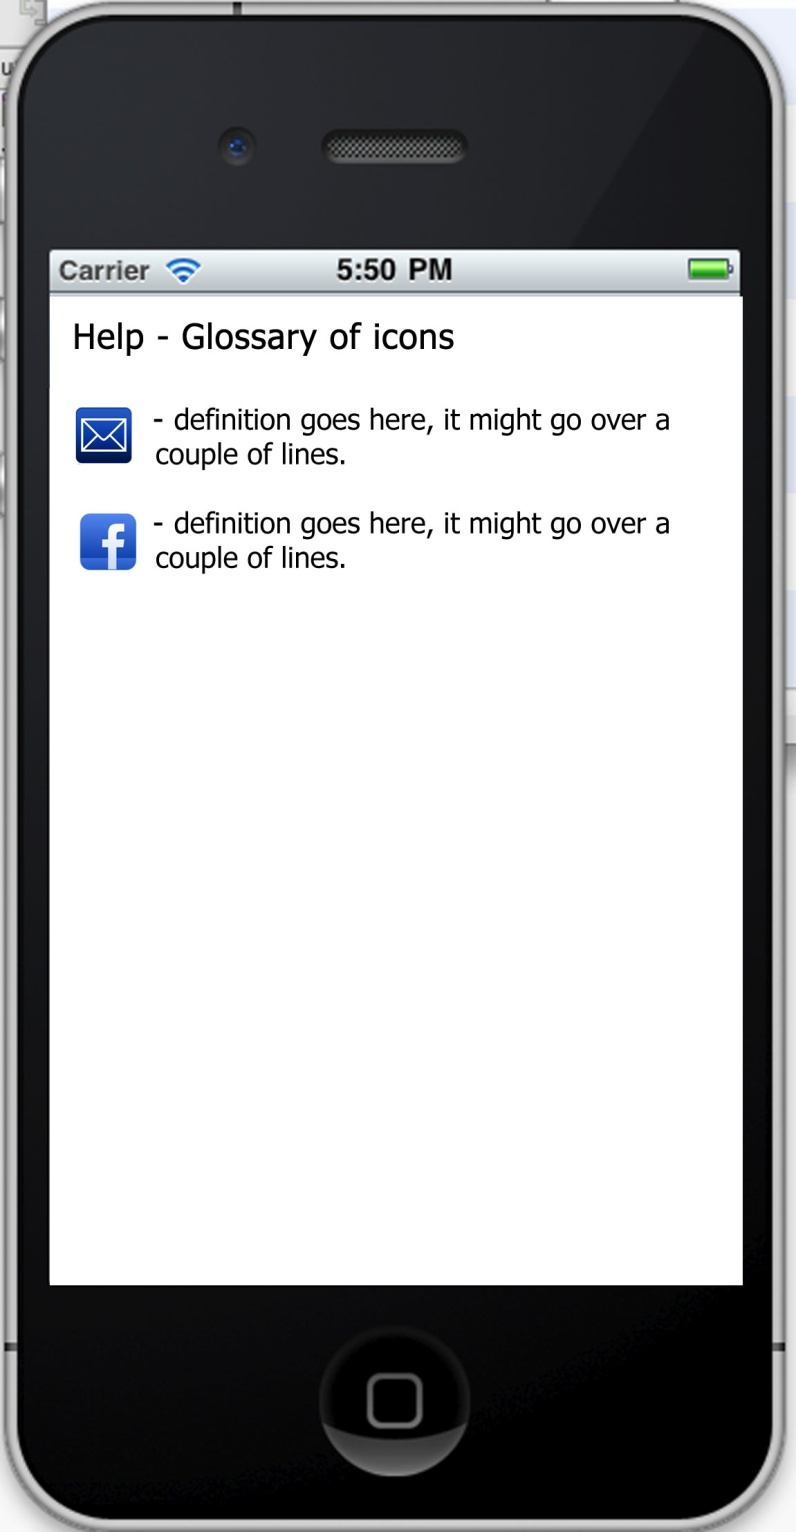 Carrier 5:50 PM
Help - Glossary of icons
- definition goes here, it might go over a
couple of lines.
f
- definition goes here, it might go over a
couple of lines.